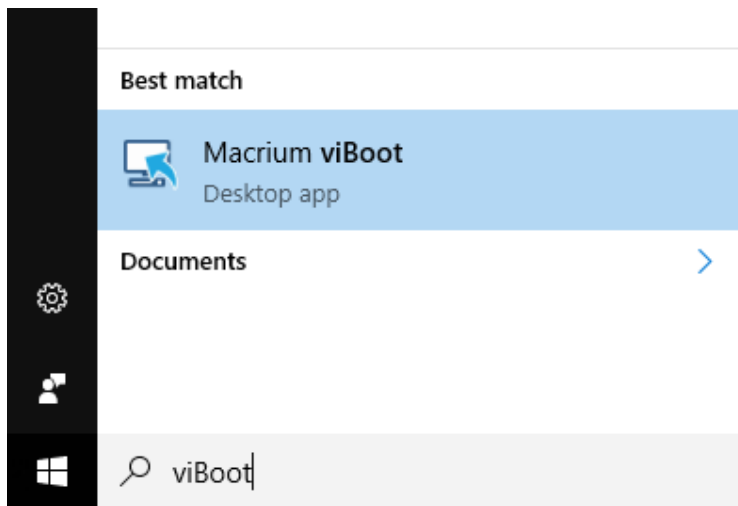 Best match
Macrium viBoot
Desktop app
Documents
viBoot